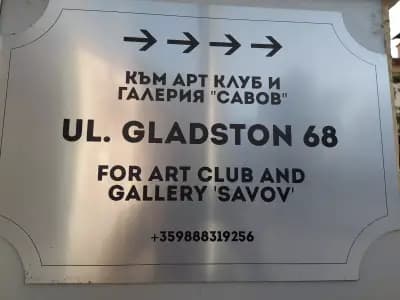 → → → →
КЪМ АРТ КЛУБ И
ГАЛЕРИЯ "САВОВ"
UL. GLADSTON 68
FOR ART CLUB AND
GALLERY 'SAVOV'
+359888319256